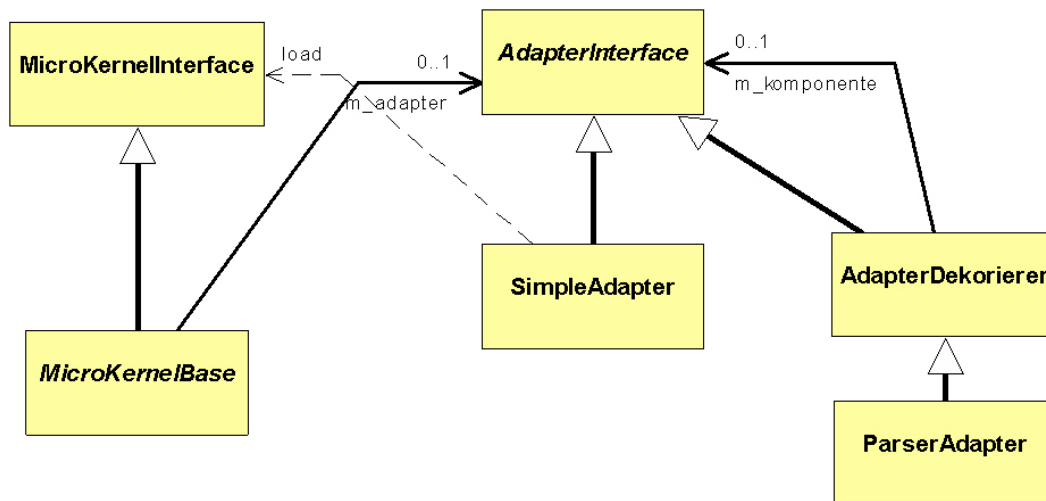 MicroKernelInterface
load
0..1
m_adapter
AdapterInterface
0..1
m_komponente
SimpleAdapter
AdapterDekorierer
MicroKernelBase
ParserAdapter